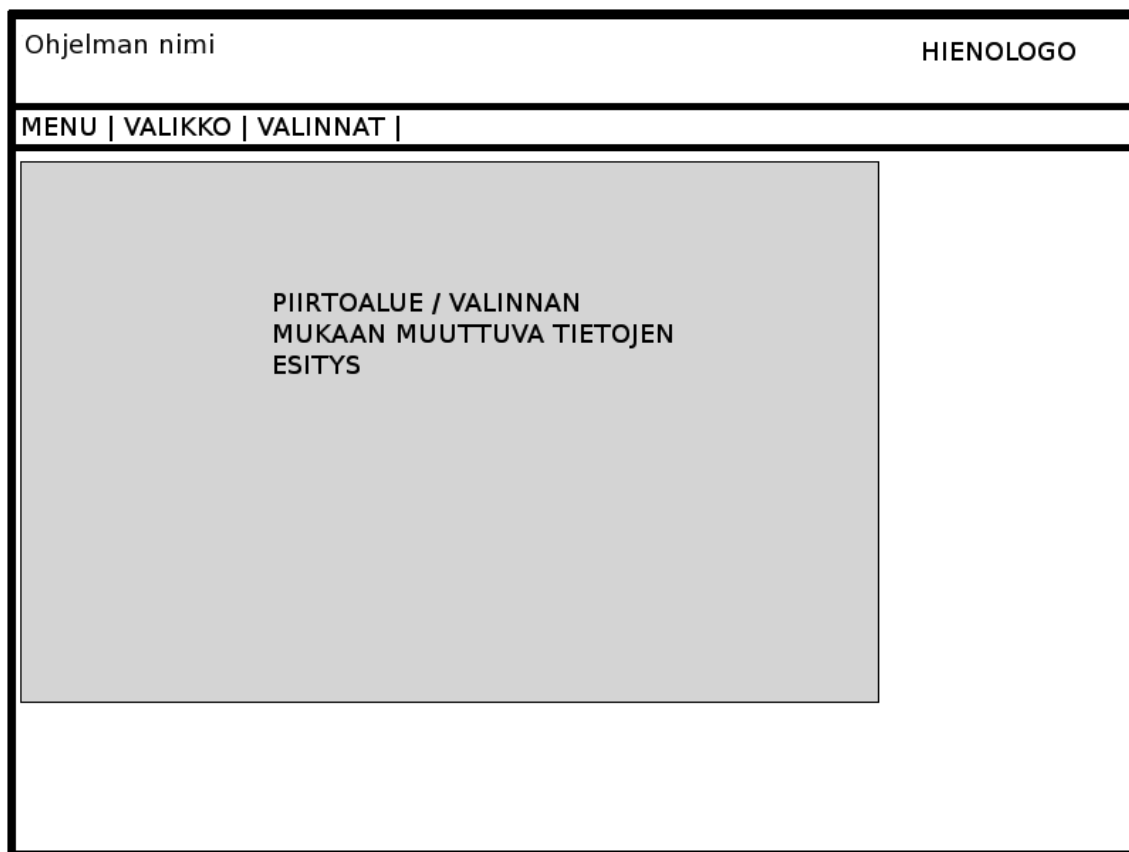 Ohjelman nimi
HIENOLOGO
MENU | VALIKKO | VALINNAT |
PIIRTOALUE / VALINNAN
MUKAAN MUUTTUVA TIETOJEN
ESITYS